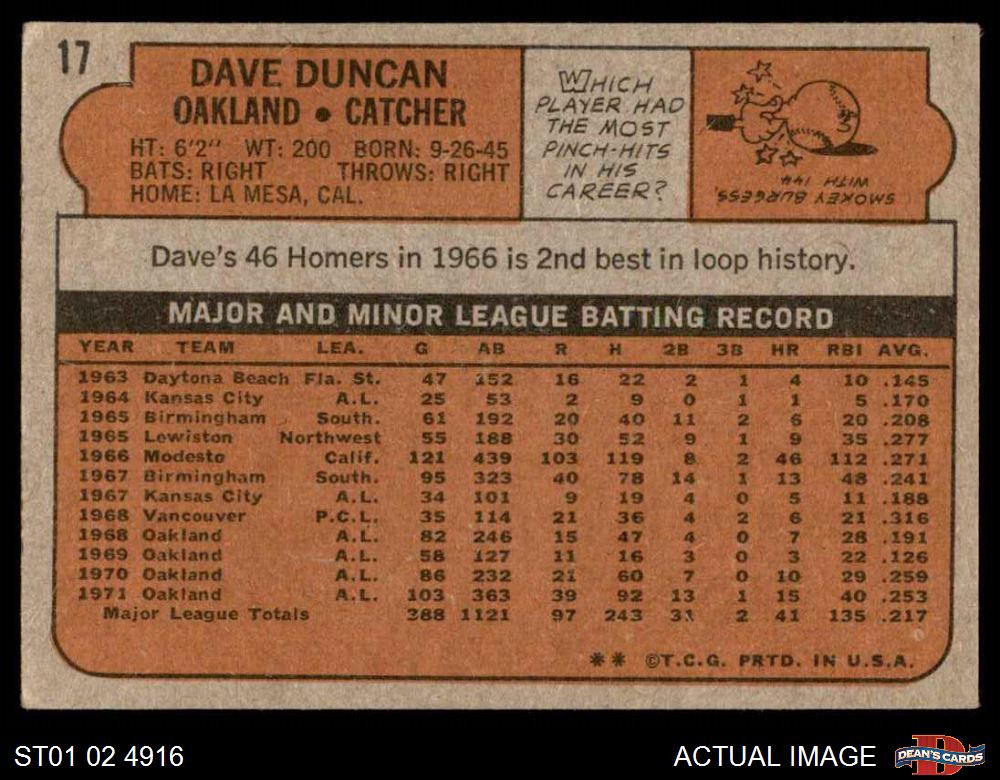 17
DAVE DUNCAN
OAKLAND • CATCHER
HT: 6'2" WT: 200 BORN: 9-26-45
BATS: RIGHT THROWS: RIGHT
HOME: LA MESA, CAL.
WHICH
PLAYER HAD
THE MOST
PINCH-HITS
IN HIS
CAREER?
SMOKEY BURGESS.
WITH 144
Dave's 46 Homers in 1966 is 2nd best in loop history.
MAJOR AND MINOR LEAGUE BATTING RECORD
YEAR TEAM LEA. G AB R H 2B 3B HR RBI AVG.
1963 Daytona Beach Fla. St. 47 152 16 22 2 1 4 10 .145
1964 Kansas City A.L. 25 53 2 9 0 1 1 5 .170
1965 Birmingham South. 61 192 20 40 11 2 6 20 .208
1965 Lewiston Northwest 55 188 30 52 9 1 9 35 .277
1966 Modesto Calif. 121 439 103 119 8 2 46 112 .271
1967 Birmingham South. 95 323 40 78 14 1 13 48 .241
1967 Kansas City A.L. 34 101 9 19 4 0 5 11 .188
1968 Vancouver P.C.L. 35 114 21 36 4 2 6 21 .316
1968 Oakland A.L. 82 246 15 47 4 0 7 28 .191
1969 Oakland A.L. 58 127 11 16 3 0 3 22 .126
1970 Oakland A.L. 86 232 21 60 7 0 10 29 .259
1971 Oakland A.L. 103 363 39 92 13 1 15 40 .253
Major League Totals 388 1121 97 243 31 2 41 135 .217
** ©T.C.G. PRTD. IN U.S.A.
ST01 02 4916
ACTUAL IMAGE
DEAN'S CARDS